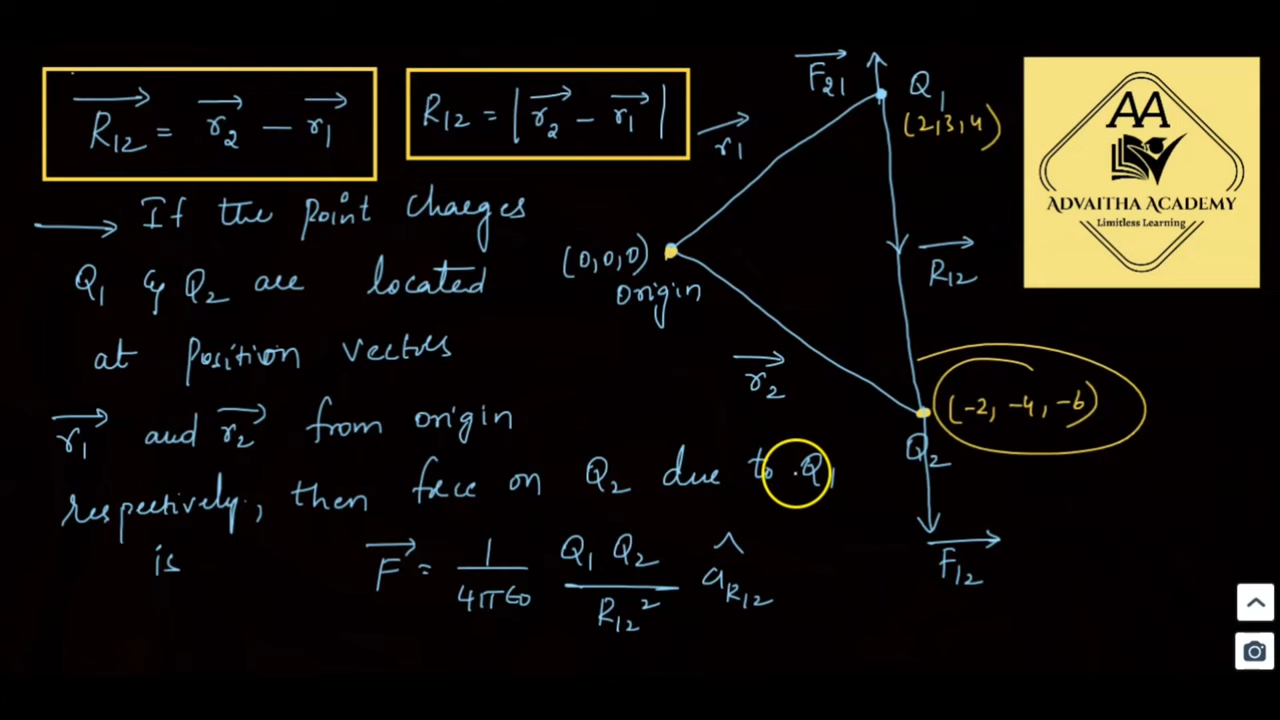 R₁₂ = r₂ − r₁
R₁₂ = | r₂ − r₁ |
→ If the point charges
Q₁ & Q₂ are located
at position vectors
r₁ and r₂ from origin
respectively, then force on Q₂ due to Q₁
is F = 1/4π∈₀ Q₁ Q₂/R₁₂² â_R₁₂
F₂₁
Q₁
(2,3,4)
r₁
(0,0,0)
Origin
R₁₂
r₂
(-2, -4, -6)
Q₂
F₁₂
AA
ADVAITHA ACADEMY
Limitless Learning